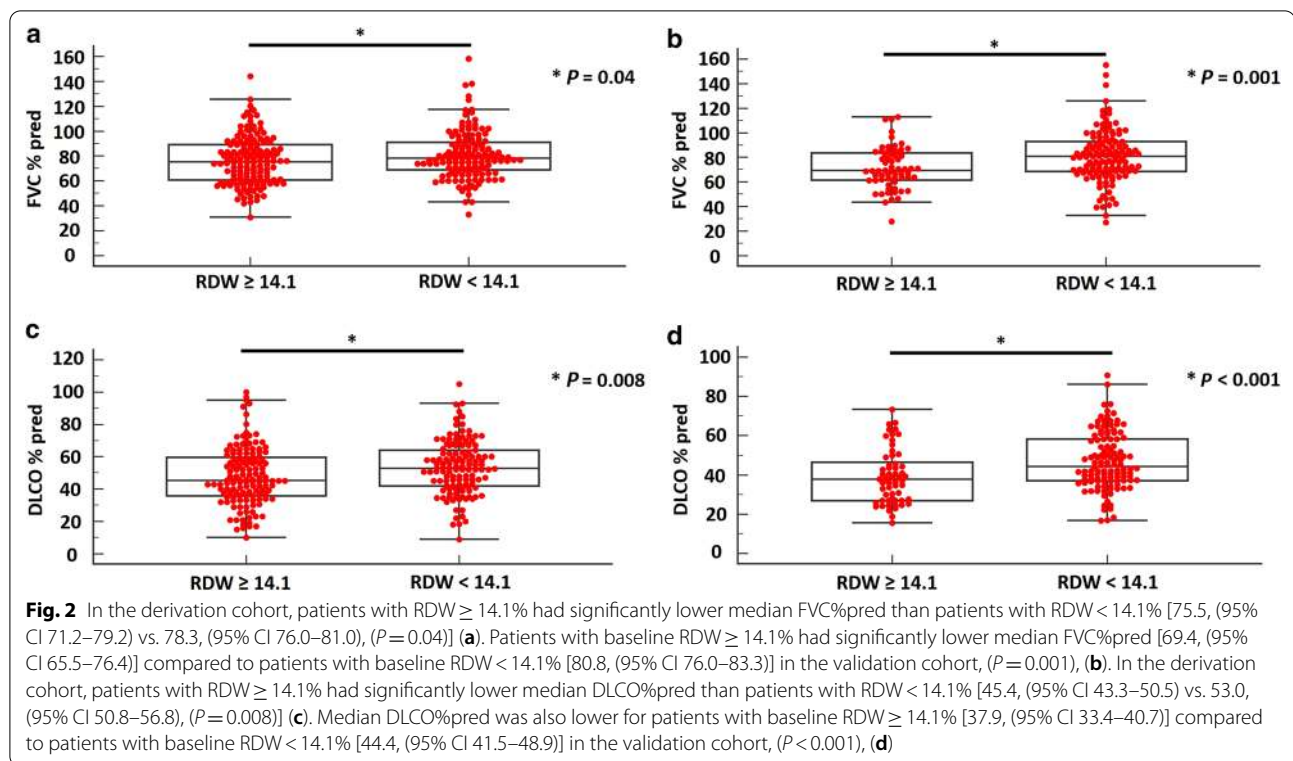 a
*
* P = 0.04
FVC % pred
160
140
120
100
80
60
40
20
0
RDW ≥ 14.1
RDW < 14.1
b
*
* P = 0.001
FVC % pred
160
140
120
100
80
60
40
20
0
RDW ≥ 14.1
RDW < 14.1
c
*
* P = 0.008
DLCO % pred
120
100
80
60
40
20
0
RDW ≥ 14.1
RDW < 14.1
d
*
* P < 0.001
DLCO % pred
100
80
60
40
20
0
RDW ≥ 14.1
RDW < 14.1
Fig. 2 In the derivation cohort, patients with RDW ≥ 14.1% had significantly lower median FVC%pred than patients with RDW < 14.1% [75.5, (95%
CI 71.2–79.2) vs. 78.3, (95% CI 76.0–81.0), (P = 0.04)] (a). Patients with baseline RDW ≥ 14.1% had significantly lower median FVC%pred [69.4, (95%
CI 65.5–76.4)] compared to patients with baseline RDW < 14.1% [80.8, (95% CI 76.0–83.3)] in the validation cohort, (P = 0.001), (b). In the derivation
cohort, patients with RDW ≥ 14.1% had significantly lower median DLCO%pred than patients with RDW < 14.1% [45.4, (95% CI 43.3–50.5) vs. 53.0,
(95% CI 50.8–56.8), (P = 0.008)] (c). Median DLCO%pred was also lower for patients with baseline RDW ≥ 14.1% [37.9, (95% CI 33.4–40.7)] compared
to patients with baseline RDW < 14.1% [44.4, (95% CI 41.5–48.9)] in the validation cohort, (P < 0.001), (d)